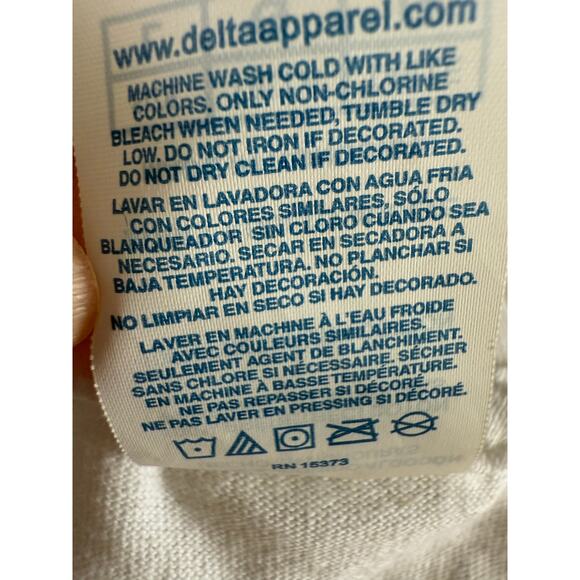 www.deltaapparel.com
MACHINE WASH COLD WITH LIKE
COLORS. ONLY NON-CHLORINE
BLEACH WHEN NEEDED, TUMBLE DRY
LOW. DO NOT IRON IF DECORATED.
DO NOT DRY CLEAN IF DECORATED.
LAVAR EN LAVADORA CON AGUA FRIA
CON COLORES SIMILARES. SÓLO
BLANQUEADOR SIN CLORO CUANDO SEA
NECESARIO. SECAR EN SECADORA A
BAJA TEMPERATURA. NO PLANCHAR SI
HAY DECORACIÓN.
NO LIMPIAR EN SECO SI HAY DECORADO.
LAVER EN MACHINE À L'EAU FROIDE
AVEC COULEURS SIMILAIRES.
SEULEMENT AGENT DE BLANCHIMENT.
SANS CHLORE SI NÉCESSAIRE. SÉCHER
EN MACHINE À BASSE TEMPÉRATURE.
NE PAS REPASSER SI DÉCORÉ.
NE PAS LAVER EN PRESSING SI DÉCORÉ.
RN 15373